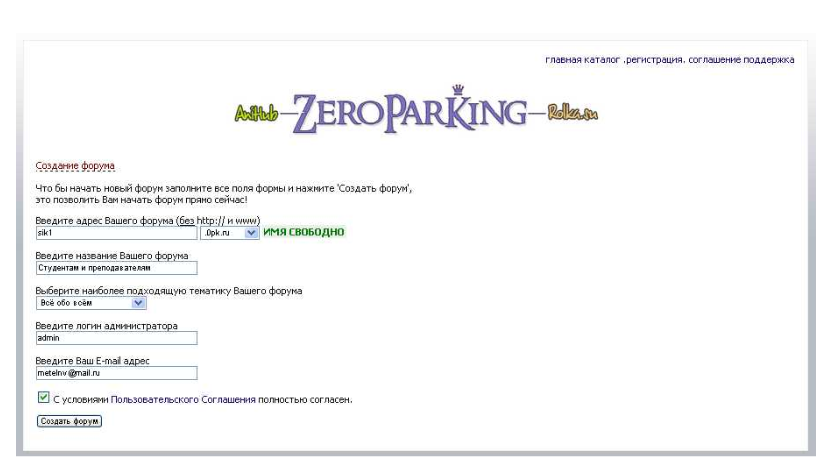 главная каталог .регистрация. соглашение поддержка
AniHub-ZEROPARKING-Rolka.su
Создание форума
Что бы начать новый форум заполните все поля формы и нажмите 'Создать форум',
это позволить Вам начать форум прямо сейчас!
Введите адрес Вашего форума (без http:// и www)
sik1 .0pk.ru ИМЯ СВОБОДНО
Введите название Вашего форума
Студентам и преподавателям
Выберите наиболее подходящую тематику Вашего форума
Всё обо всём
Введите логин администратора
admin
Введите Ваш E-mail адрес
metelnv@mail.ru
С условиями Пользовательского Соглашения полностью согласен.
Создать форум